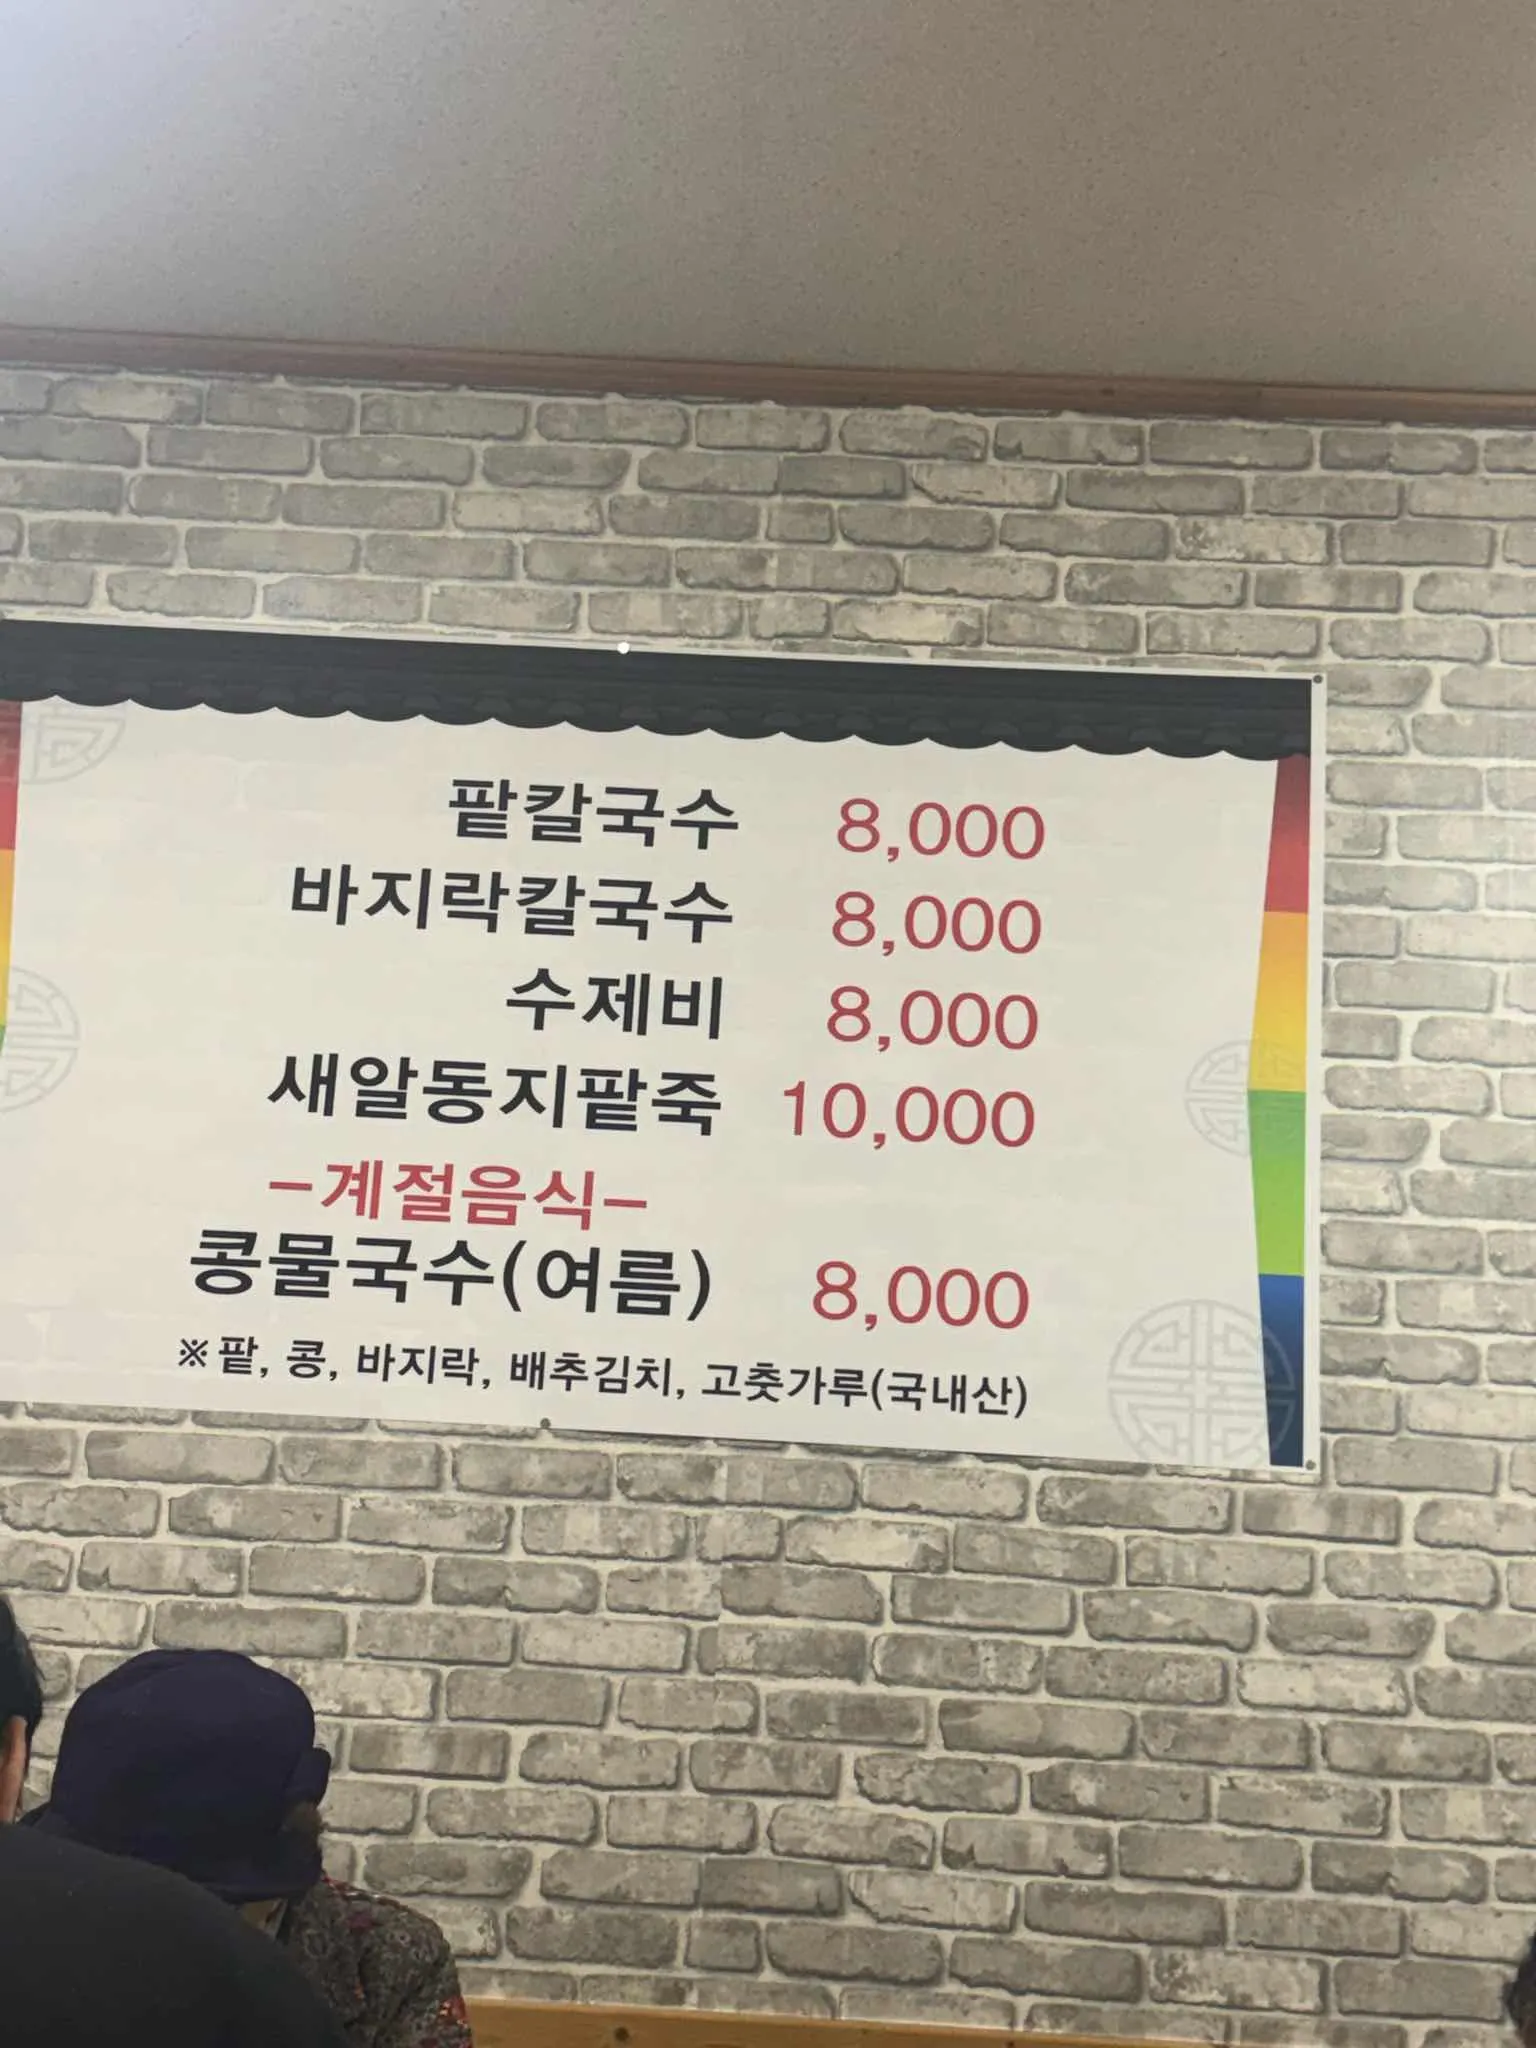 팥칼국수 8,000
바지락칼국수 8,000
수제비 8,000
새알동지팥죽 10,000
-계절음식-
콩물국수(여름) 8,000
※팥, 콩, 바지락, 배추김치, 고춧가루(국내산)